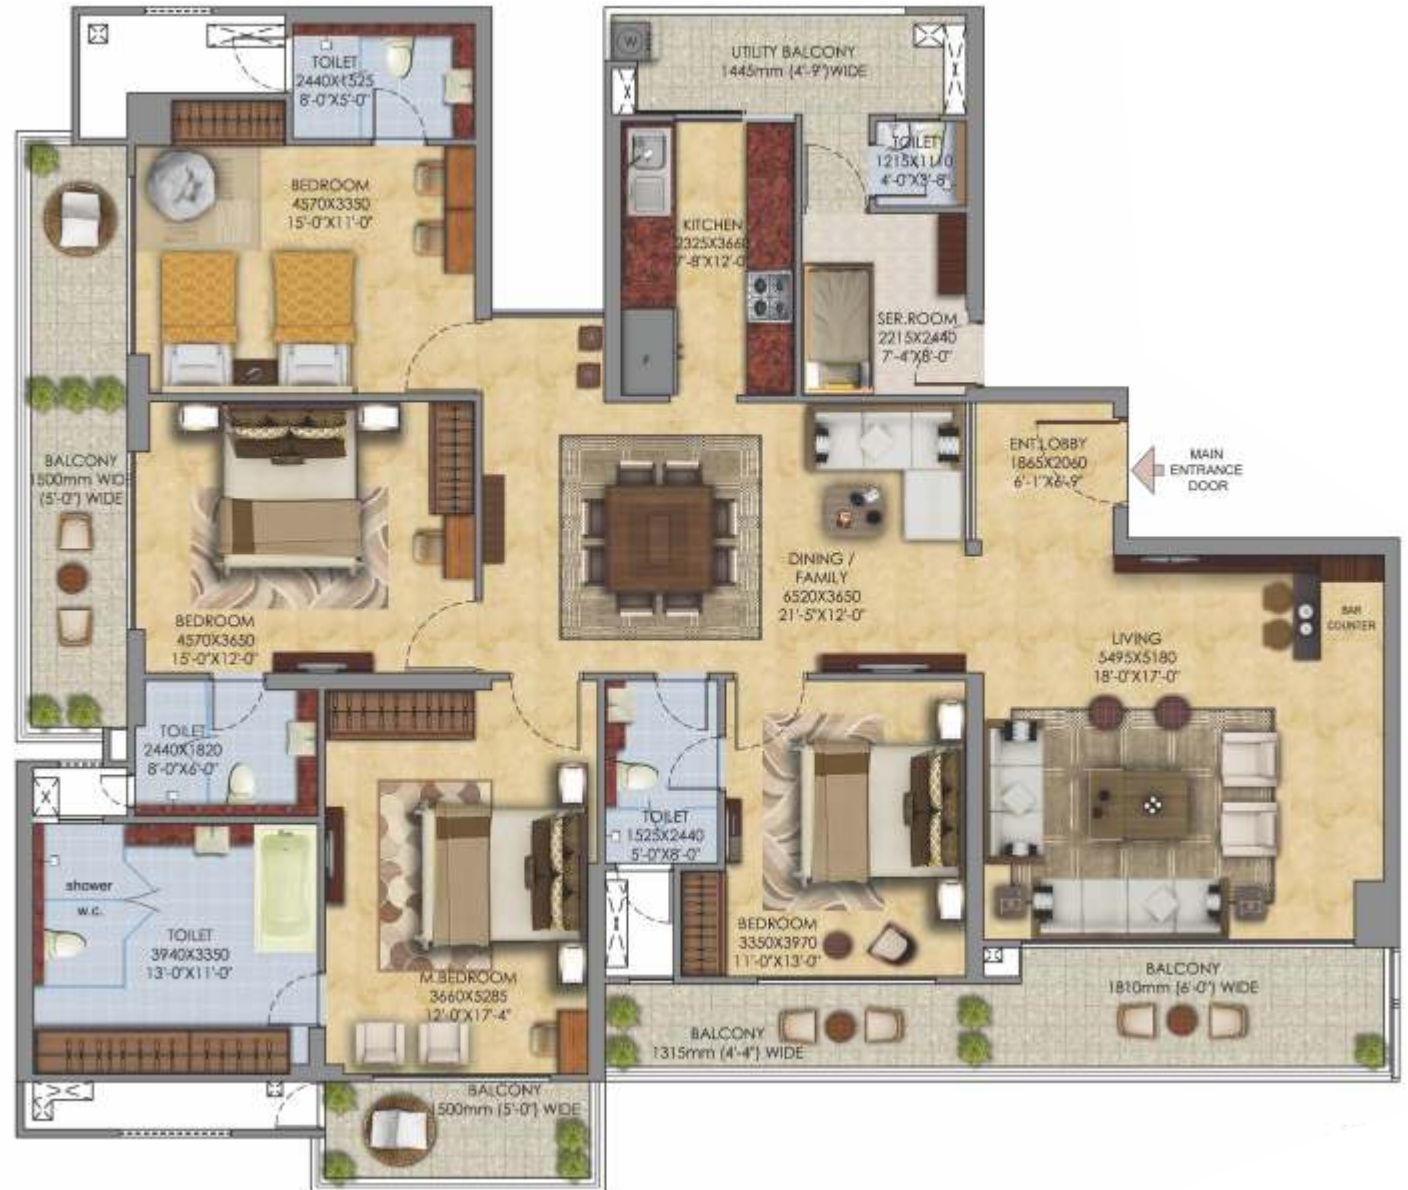 TOILET
2440X1525
8'-0"X5'-0"
UTILITY BALCONY
1445mm (4'-9")WIDE
W
TOILET
1215X1110
4'-0"X3'-8"
BEDROOM
4570X3350
15'-0"X11'-0"
KITCHEN
2325X3660
7'-8"X12'-0
SER.ROOM
2215X2440
7'-4"X8'-0"
BALCONY
1500mm WIDE
(5'-0") WIDE
ENT.LOBBY
1865X2060
6'-1"X6'-9"
MAIN
ENTRANCE
DOOR
DINING /
FAMILY
6520X3650
21'-5"X12'-0"
BEDROOM
4570X3650
15'-0"X12'-0"
BAR
COUNTER
LIVING
5495X5180
18'-0"X17'-0"
TOILET
2440X1820
8'-0"X6'-0"
TOILET
1525X2440
5'-0"X8'-0"
shower
w.c.
TOILET
3940X3350
13'-0"X11'-0"
BEDROOM
3350X3970
11'-0"X13'-0"
M.BEDROOM
3660X5285
12'-0"X17'-4"
BALCONY
1810mm (6'-0") WIDE
BALCONY
1315mm (4'-4") WIDE
BALCONY
1500mm (5'-0") WIDE